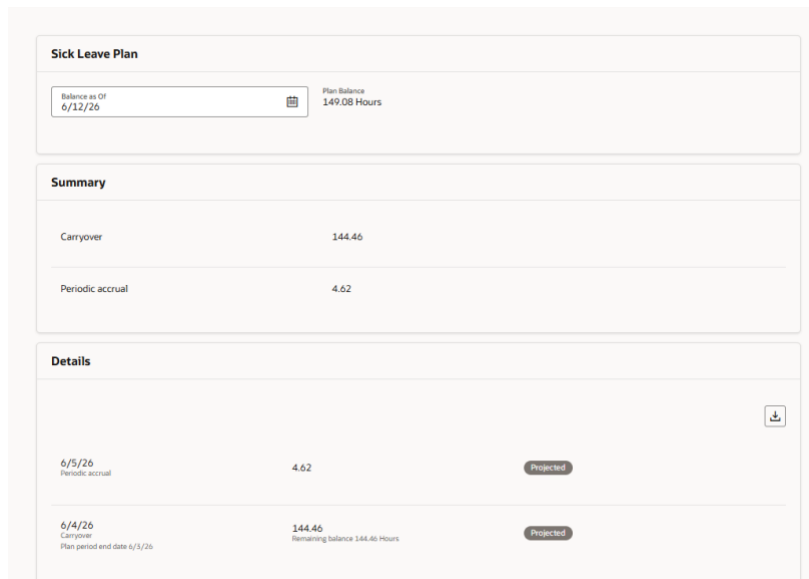 Sick Leave Plan
Balance as Of
6/12/26
Plan Balance
149.08 Hours
Summary
Carryover 144.46
Periodic accrual 4.62
Details
6/5/26
Periodic accrual
4.62
Projected
6/4/26
Carryover
Plan period end date 6/3/26
144.46
Remaining balance 144.46 Hours
Projected